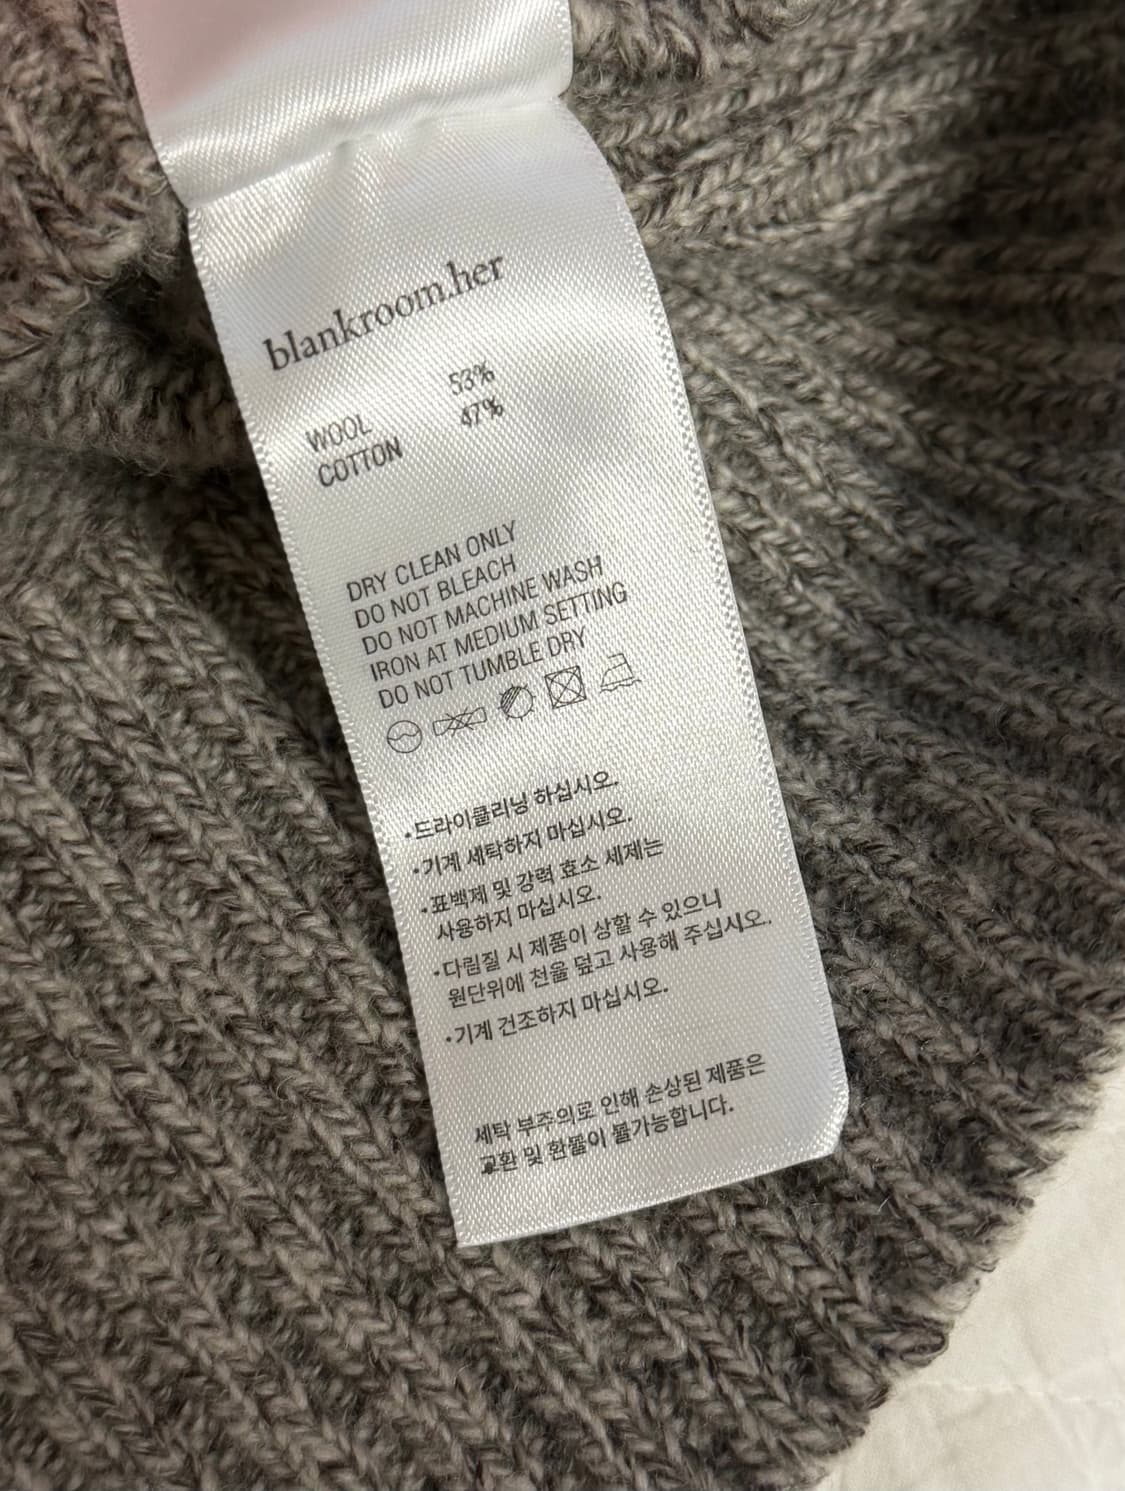 blankroom.her
WOOL 53%
COTTON 47%
DRY CLEAN ONLY
DO NOT BLEACH
DO NOT MACHINE WASH
IRON AT MEDIUM SETTING
DO NOT TUMBLE DRY
•드라이클리닝 하십시오.
•기계 세탁하지 마십시오.
•표백제 및 강력 효소 세제는
사용하지 마십시오.
•다림질 시 제품이 상할 수 있으니
원단위에 천을 덮고 사용해 주십시오.
•기계 건조하지 마십시오.
세탁 부주의로 인해 손상된 제품은
교환 및 환불이 불가능합니다.